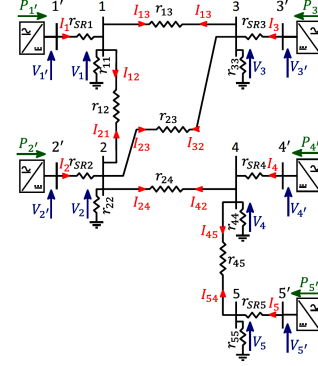 P1' 1' 1 3 3' P3
I1 rSR1 I13 r13 I13 rSR3 I3
V1' V1 r11 I12 r33 V3 V3'
r12
P2' 2' I21 r23 4 4' P4'
I2 rSR2 2 I23 I32 rSR4 I4
V2' V2 r22 r24 r44 V4 V4'
I24 I42
I45
r45
I54 P5'
5 5'
rSR5 I5
r55 V5 V5'